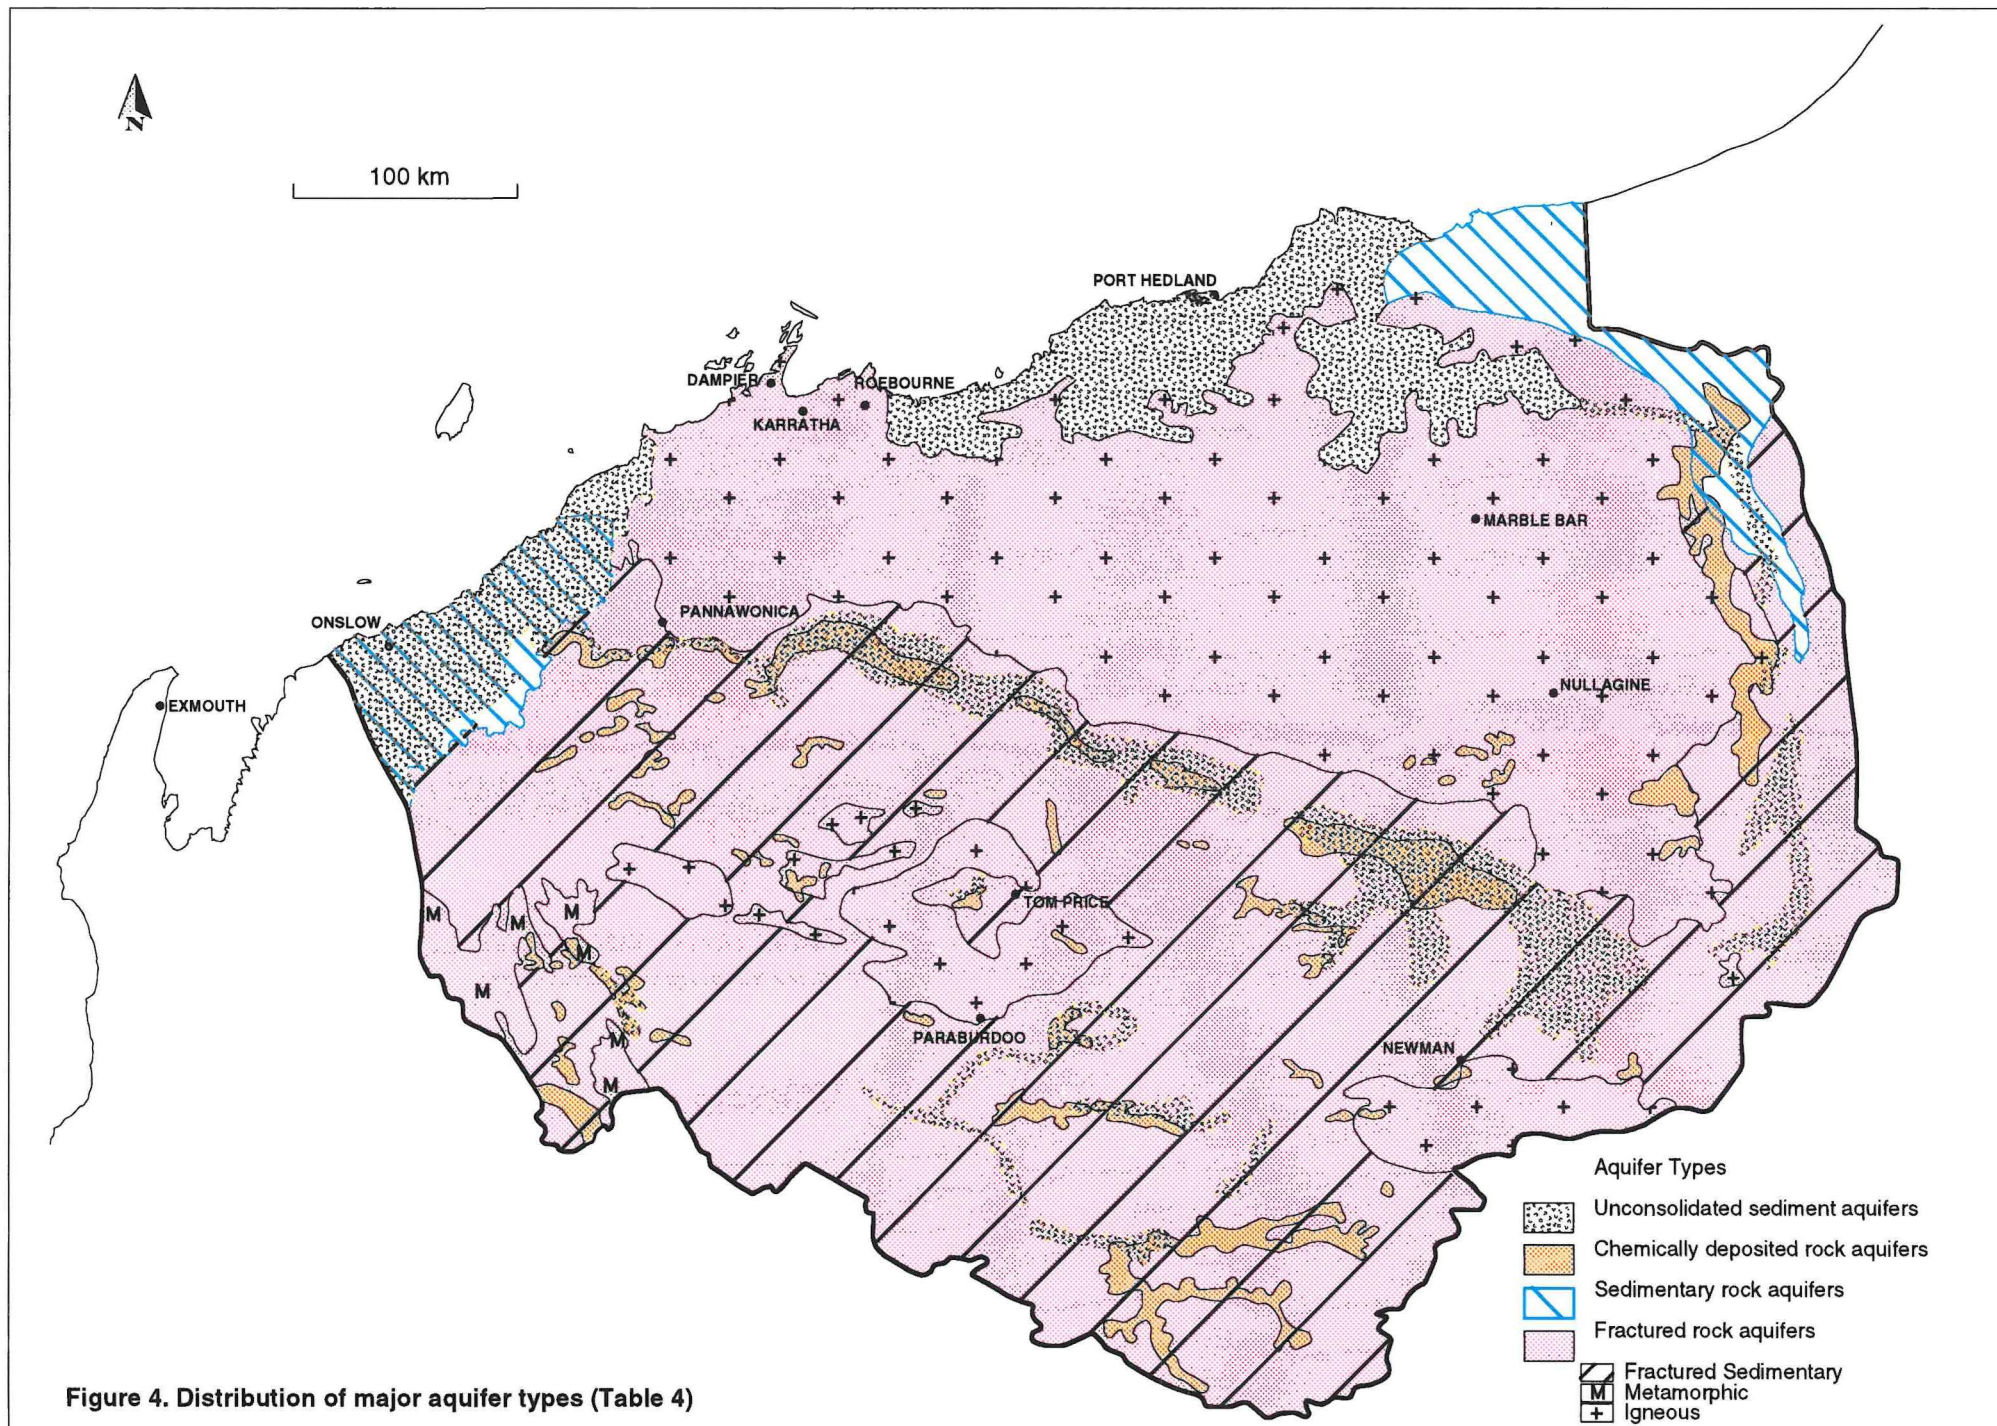 N
100 km
PORT HEDLAND
DAMPIER
ROEBOURNE
KARRATHA
MARBLE BAR
PANNAWONICA
ONSLOW
NULLAGINE
EXMOUTH
TOM PRICE
M
M
M
M
M
PARABURDOO
M
NEWMAN
M
Aquifer Types
Unconsolidated sediment aquifers
Chemically deposited rock aquifers
Sedimentary rock aquifers
Fractured rock aquifers
Fractured Sedimentary
M Metamorphic
+ Igneous
Figure 4. Distribution of major aquifer types (Table 4)